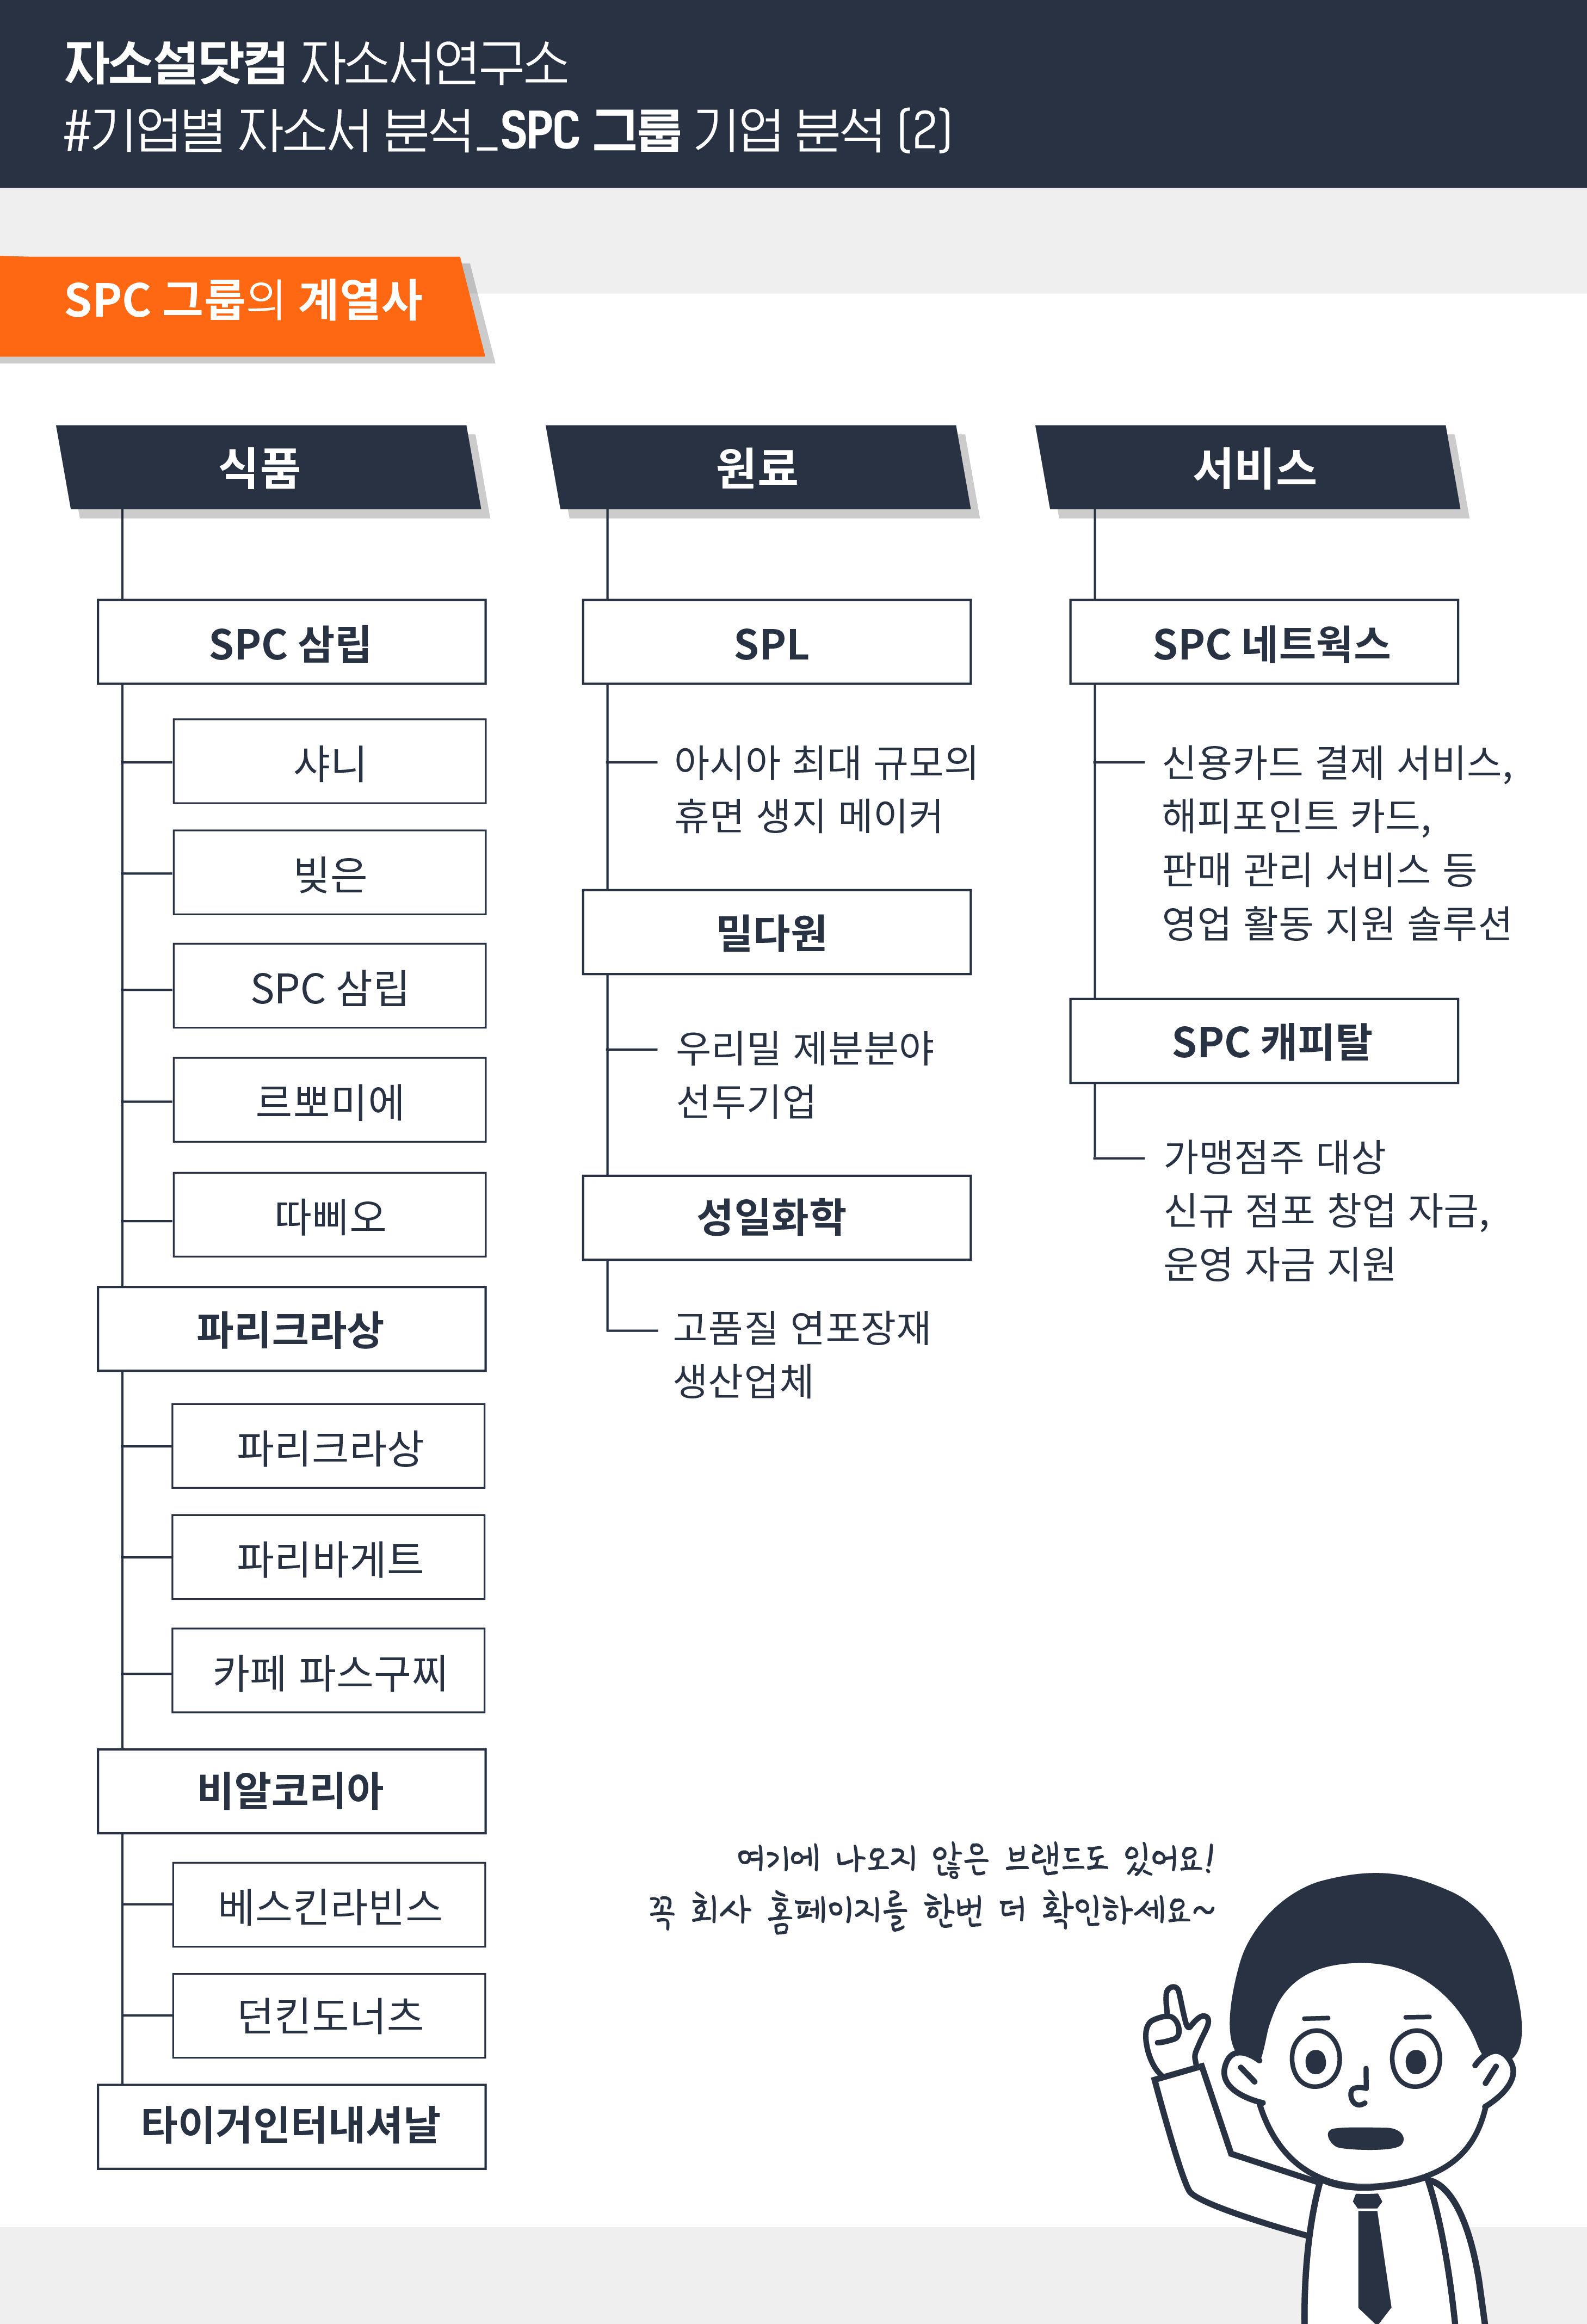 자소설닷컴 자소서연구소
#기업별 자소서 분석_SPC 그룹 기업 분석 (2)
SPC 그룹의 계열사
식품
SPC 삼립
샤니
빚은
SPC 삼립
르뽀미에
따삐오
파리크라상
파리크라상
파리바게트
카페 파스구찌
비알코리아
베스킨라빈스
던킨도너츠
타이거인터내셔날
원료
SPL
아시아 최대 규모의
휴면 생지 메이커
밀다원
우리밀 제분분야
선두기업
성일화학
고품질 연포장재
생산업체
서비스
SPC 네트웍스
신용카드 결제 서비스,
해피포인트 카드,
판매 관리 서비스 등
영업 활동 지원 솔루션
SPC 캐피탈
가맹점주 대상
신규 점포 창업 자금,
운영 자금 지원
여기에 나오지 않은 브랜드도 있어요!
꼭 회사 홈페이지를 한번 더 확인하세요~